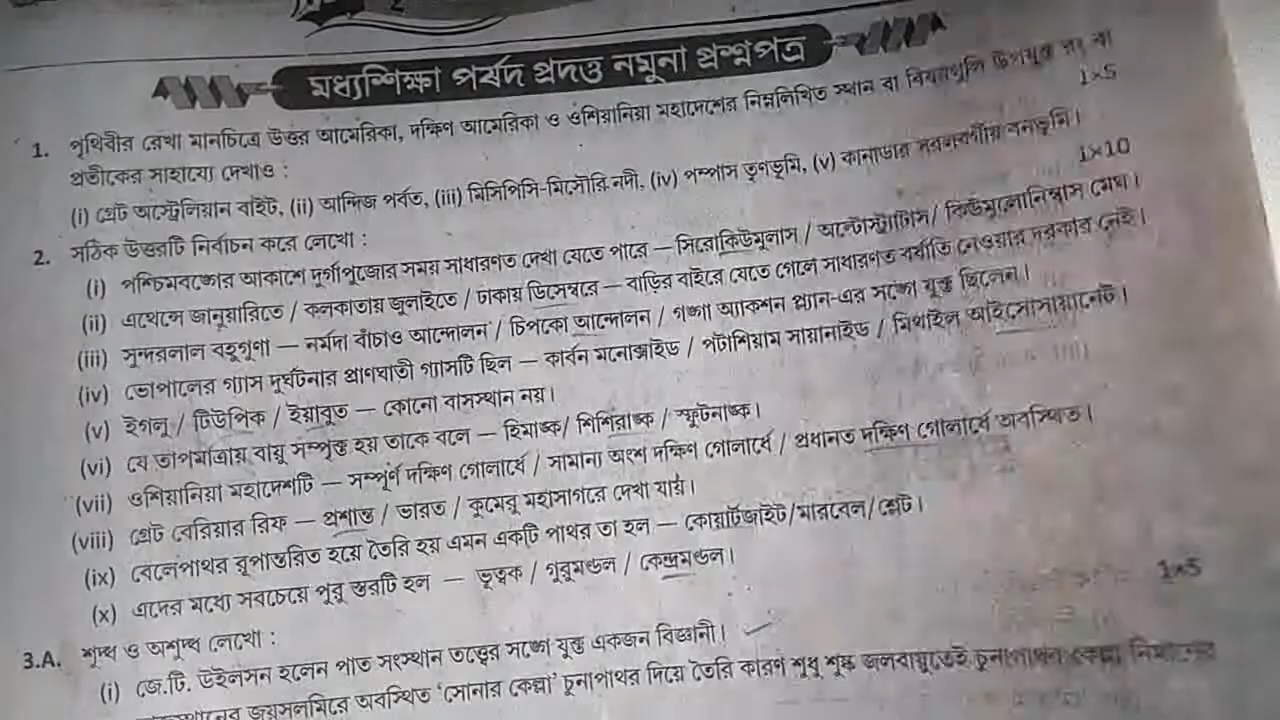 মধ্যশিক্ষা পর্ষদ প্রদত্ত নমুনা প্রশ্নপত্র
1. পৃথিবীর রেখা মানচিত্রে উত্তর আমেরিকা, দক্ষিণ আমেরিকা ও ওশিয়ানিয়া মহাদেশের নিম্নলিখিত স্থান বা বিষয়গুলি উপযুক্ত রং বা
প্রতীকের সাহায্যে দেখাও : 1×5
(i) গ্রেট অস্ট্রেলিয়ান বাইট, (ii) আন্দিজ পর্বত, (iii) মিসিসিপি-মিসৌরি নদী, (iv) পম্পাস তৃণভূমি, (v) কানাডার সরলবর্গীয় বনভূমি।
2. সঠিক উত্তরটি নির্বাচন করে লেখো : 1×10
(i) পশ্চিমবঙ্গের আকাশে দুর্গাপুজোর সময় সাধারণত দেখা যেতে পারে — সিরোকিউমুলাস / অল্টোস্ট্র্যাটাস / কিউমুলোনিম্বাস মেঘ।
(ii) এথেন্সে জানুয়ারিতে / কলকাতায় জুলাইতে / ঢাকায় ডিসেম্বরে — বাড়ির বাইরে যেতে গেলে সাধারণত বর্ষাতি নেওয়ার দরকার নেই।
(iii) সুন্দরলাল বহুগুণা — নর্মদা বাঁচাও আন্দোলন / চিপকো আন্দোলন / গঙ্গা অ্যাকশন প্ল্যান-এর সঙ্গে যুক্ত ছিলেন।
(iv) ভোপালের গ্যাস দুর্ঘটনার প্রাণঘাতী গ্যাসটি ছিল — কার্বন মনোক্সাইড / পটাশিয়াম সায়ানাইড / মিথাইল আইসোসায়ানেট।
(v) ইগলু / টিউপিক / ইয়াবুত — কোনো বাসস্থান নয়।
(vi) যে তাপমাত্রায় বায়ু সম্পৃক্ত হয় তাকে বলে — হিমাঙ্ক/ শিশিরাঙ্ক / স্ফুটনাঙ্ক।
(vii) ওশিয়ানিয়া মহাদেশটি — সম্পূর্ণ দক্ষিণ গোলার্ধে / সামান্য অংশ দক্ষিণ গোলার্ধে / প্রধানত দক্ষিণ গোলার্ধে অবস্থিত।
(viii) গ্রেট বেরিয়ার রিফ — প্রশান্ত / ভারত / কুমেরু মহাসাগরে দেখা যায়।
(ix) বেলেপাথর রূপান্তরিত হয়ে তৈরি হয় এমন একটি পাথর তা হল — কোয়ার্টজাইট/মারবেল/শ্লেট।
(x) এদের মধ্যে সবচেয়ে পুরু স্তরটি হল — ভূত্বক / গুরুমণ্ডল / কেন্দ্রমণ্ডল।
3.A. শুদ্ধ ও অশুদ্ধ লেখো : 1×5
(i) জে.টি. উইলসন হলেন পাত সংস্থান তত্ত্বের সঙ্গে যুক্ত একজন বিজ্ঞানী।
জয়সলমিরে অবস্থিত ‘সোনার কেল্লা’ চুনাপাথর দিয়ে তৈরি কারণ শুধু শুষ্ক জলবায়ুতেই চুনাপাথর